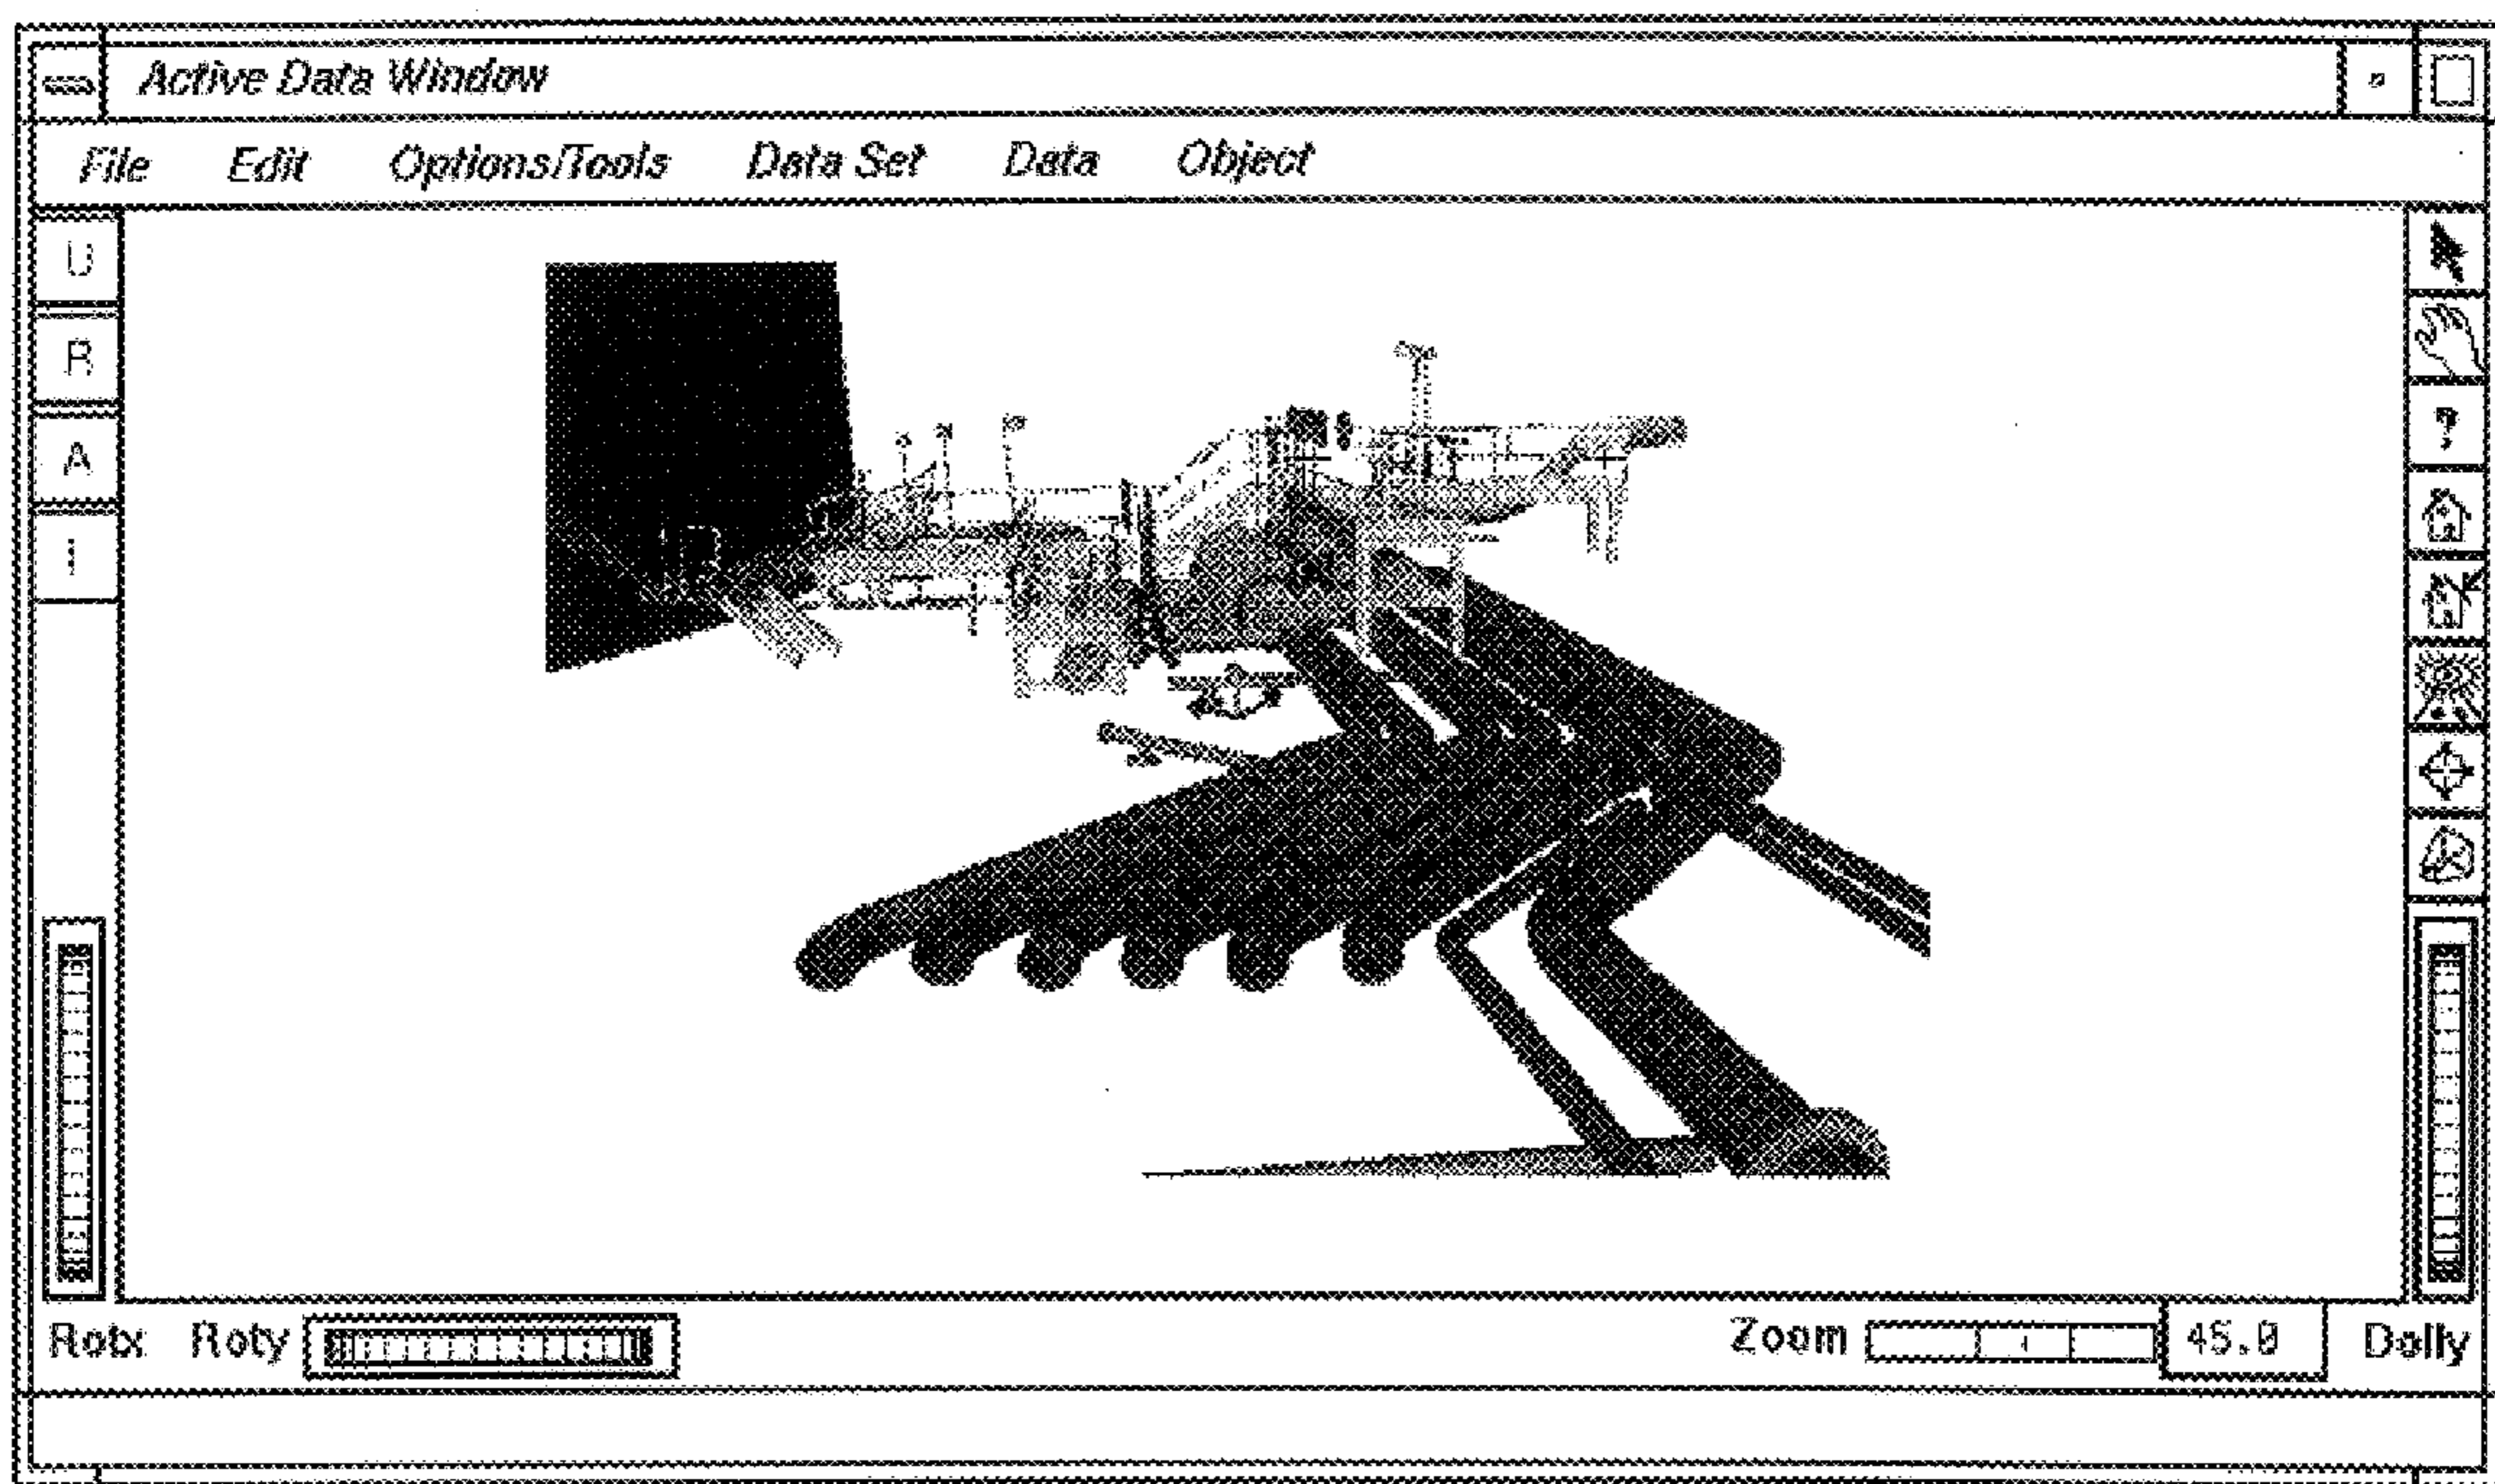 Active Data Window
File Edit Options/Tools Data Set Data Object
U
R
A
I
?
Rotx Roty Zoom 45.0 Dolly